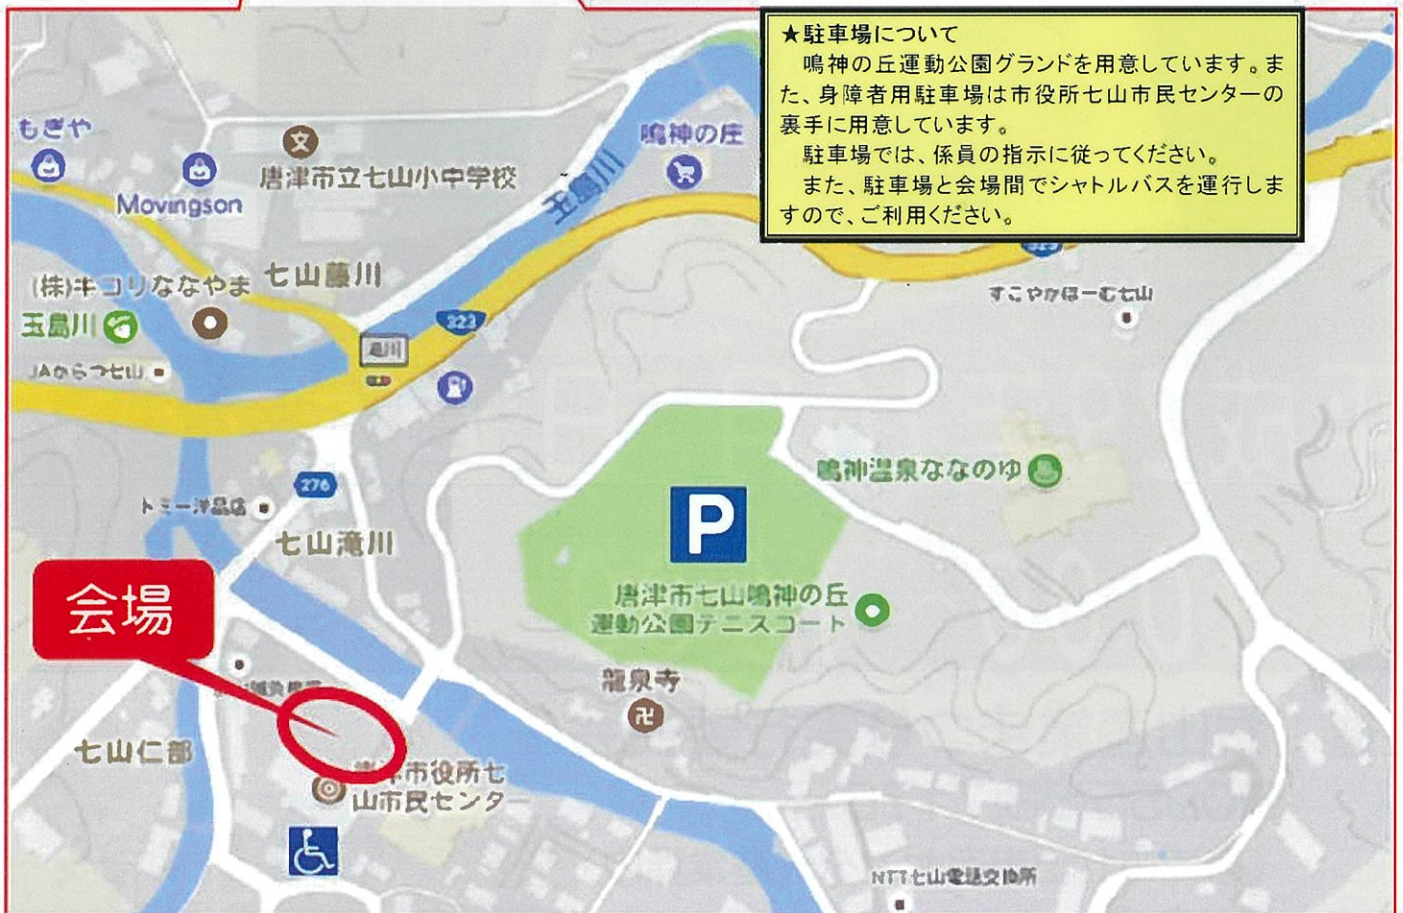 ★駐車場について
鳴神の丘運動公園グランドを用意しています。ま
た、身障者用駐車場は市役所七山市民センターの
裏手に用意しています。
駐車場では、係員の指示に従ってください。
また、駐車場と会場間でシャトルバスを運行しま
すので、ご利用ください。
もぎや
Movingson
唐津市立七山小中学校
鳴神の庄
玉島川
(株)キコリななやま
七山藤川
玉島川
JAからつ七山
323
323
すこやかほーむ七山
276
トミー洋品店
七山滝川
鳴神温泉ななのゆ
P
会場
唐津市七山鳴神の丘
運動公園テニスコート
龍泉寺
七山仁部
唐津市役所七
山市民センター
NTT七山電話交換所